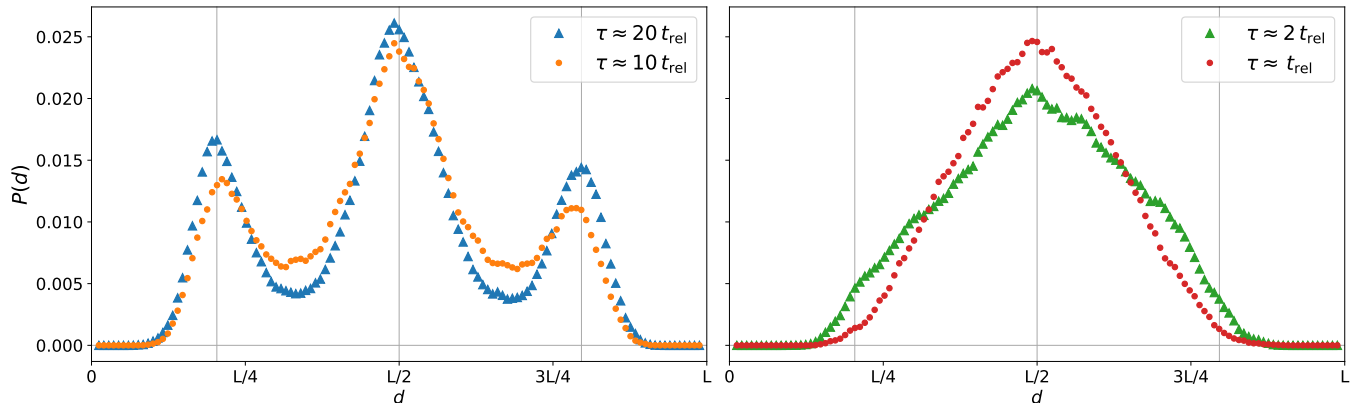 τ ≈ 20 t_rel
τ ≈ 10 t_rel
0.025
0.020
0.015
0.010
0.005
0.000
P(d)
0 L/4 L/2 3L/4 L
d
τ ≈ 2 t_rel
τ ≈ t_rel
0 L/4 L/2 3L/4 L
d